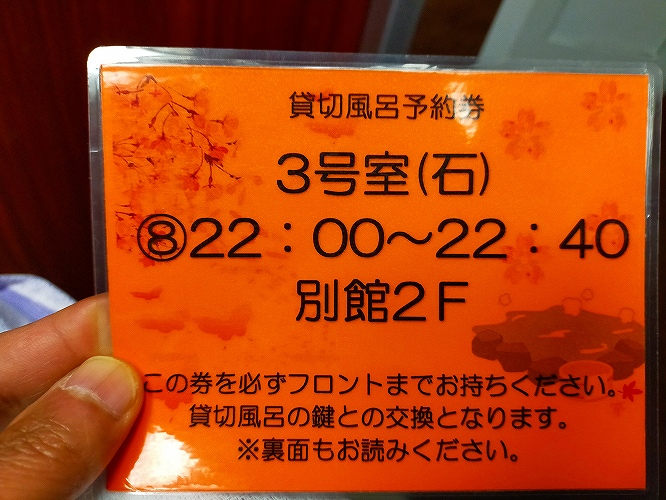 貸切風呂予約券
3号室(石)
⑧22：00～22：40
別館2F
この券を必ずフロントまでお持ちください。
貸切風呂の鍵との交換となります。
※裏面もお読みください。